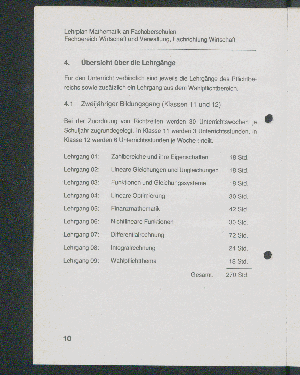 Lehrplan Mathematik an Fachoberschulen
Fachbereich Wirtschaft und Verwaltung, Fachrichtung Wirtschaft
4. Übersicht über die Lehrgänge
Für den Unterricht verbindlich sind jeweils die Lehrgänge des Pflichtbe-
reichs sowie zusätzlich ein Lehrgang aus dem Wahlpflichtbereich.
4.1 Zweijähriger Bildungsgang (Klassen 11 und 12)
Bei der Zuordnung von Richtzeiten werden 30 Unterrichtswochen je
Schuljahr zugrundegelegt. In Klasse 11 werden 3 Unterrichtsstunden, in
Klasse 12 werden 6 Unterrichtsstunden je Woche erteilt.
Lehrgang 01: Zahlbereiche und ihre Eigenschaften 18 Std.
Lehrgang 02: Lineare Gleichungen und Ungleichungen 18 Std.
Lehrgang 03: Funktionen und Gleichungssysteme Std.
Lehrgang 04: Lineare Optimierung 30 Std.
Lehrgang 05: Finanzmathematik 42 Std.
Lehrgang 06: Nichtlineare Funktionen Std.
Lehrgang 07: Differentialrechnung 72 Std.
Lehrgang 08: Integralrechnung 24 Std.
Lehrgang 09: Wahlpflichtthema 18 Std.
Gesamt: 270 Std.
10